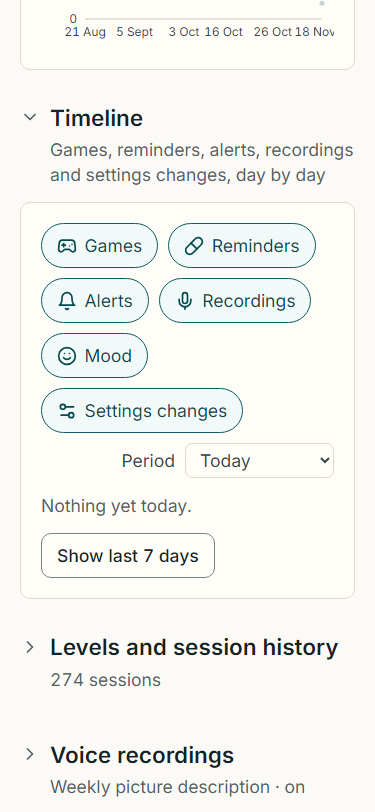 0
21 Aug 5 Sept 3 Oct 16 Oct 26 Oct 18 Nov
Timeline
Games, reminders, alerts, recordings
and settings changes, day by day
Games Reminders
Alerts Recordings
Mood
Settings changes
Period Today
Nothing yet today.
Show last 7 days
Levels and session history
274 sessions
Voice recordings
Weekly picture description · on